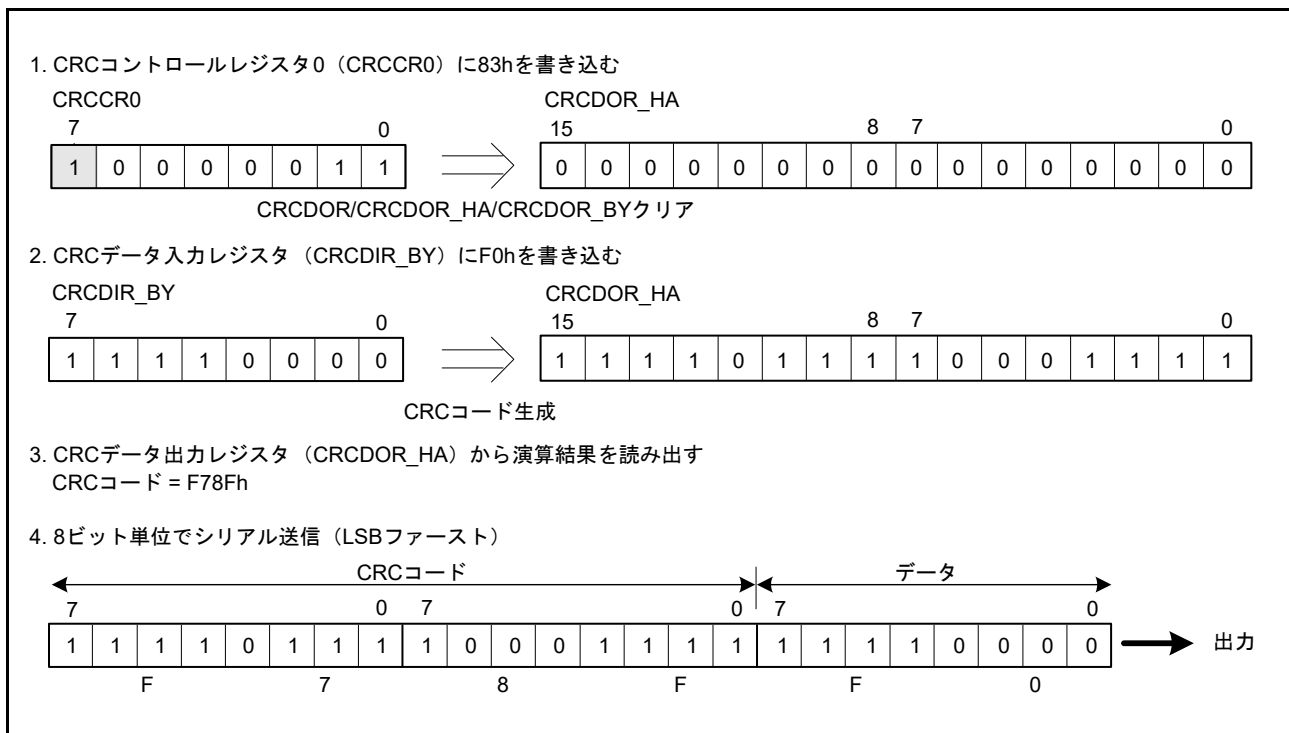 1. CRCコントロールレジスタ0（CRCCR0）に83hを書き込む
CRCCR0 CRCDOR_HA
7 0 15 8 7 0
1 0 0 0 0 0 1 1 0 0 0 0 0 0 0 0 0 0 0 0 0 0 0 0
CRCDOR/CRCDOR_HA/CRCDOR_BYクリア
2. CRCデータ入力レジスタ（CRCDIR_BY）にF0hを書き込む
CRCDIR_BY CRCDOR_HA
7 0 15 8 7 0
1 1 1 1 0 0 0 0 1 1 1 1 0 1 1 1 1 0 0 0 1 1 1 1
CRCコード生成
3. CRCデータ出力レジスタ（CRCDOR_HA）から演算結果を読み出す
CRCコード = F78Fh
4. 8ビット単位でシリアル送信（LSBファースト）
CRCコード データ
7 0 7 0 7 0
1 1 1 1 0 1 1 1 1 0 0 0 1 1 1 1 1 1 1 1 0 0 0 0 出力
F 7 8 F F 0